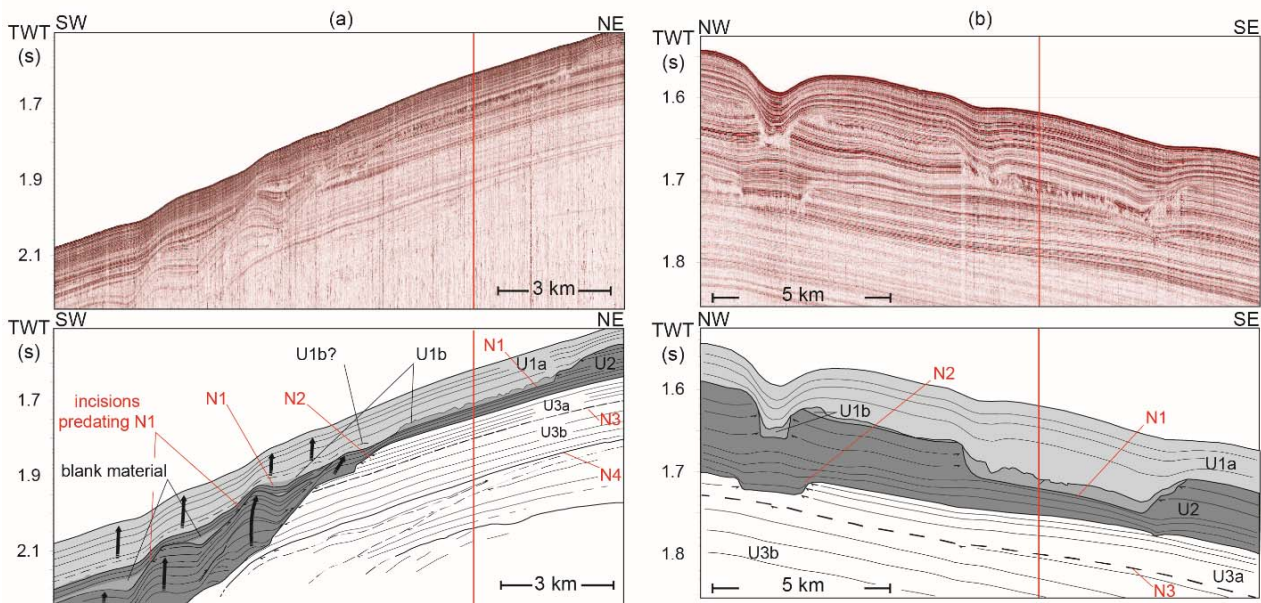 (a)
SW NE
TWT
(s)
1.7
1.9
2.1
3 km
(b)
NW SE
TWT
(s)
1.6
1.7
1.8
5 km
SW NE
TWT
(s)
U1b? U1b N1
U1a U2
incisions
predating N1
N1
N2
1.7
U3a
N3
U3b
blank material
1.9
N4
2.1
3 km
NW SE
TWT
(s)
N2
1.6
U1b
N1
1.7
U1a
U2
1.8
U3b
U3a
5 km
N3